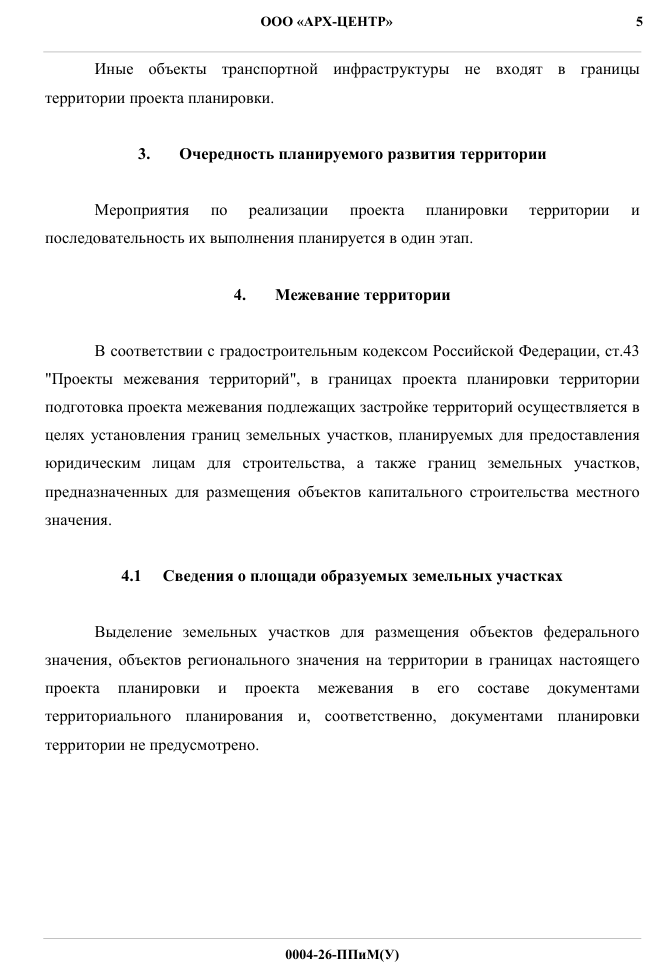 ООО «АРХ-ЦЕНТР»
5
Иные объекты транспортной инфраструктуры не входят в границы
территории проекта планировки.
3. Очередность планируемого развития территории
Мероприятия по реализации проекта планировки территории и
последовательность их выполнения планируется в один этап.
4. Межевание территории
В соответствии с градостроительным кодексом Российской Федерации, ст.43
"Проекты межевания территорий", в границах проекта планировки территории
подготовка проекта межевания подлежащих застройке территорий осуществляется в
целях установления границ земельных участков, планируемых для предоставления
юридическим лицам для строительства, а также границ земельных участков,
предназначенных для размещения объектов капитального строительства местного
значения.
4.1 Сведения о площади образуемых земельных участках
Выделение земельных участков для размещения объектов федерального
значения, объектов регионального значения на территории в границах настоящего
проекта планировки и проекта межевания в его составе документами
территориального планирования и, соответственно, документами планировки
территории не предусмотрено.
0004-26-ППиМ(У)